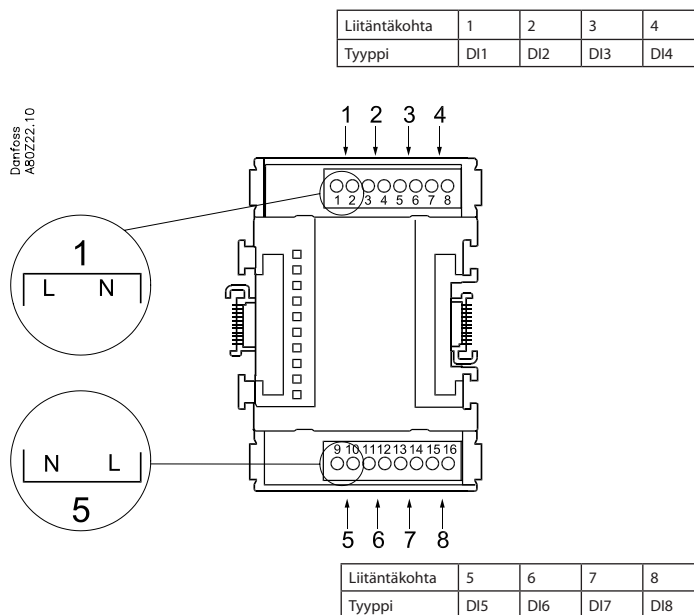 Liitäntäkohta 1 2 3 4
Tyyppi DI1 DI2 DI3 DI4
Danfoss
A80Z22.10
1 2 3 4
1 2 3 4 5 6 7 8
1
L N
N L
5
9 10 11 12 13 14 15 16
5 6 7 8
Liitäntäkohta 5 6 7 8
Tyyppi DI5 DI6 DI7 DI8